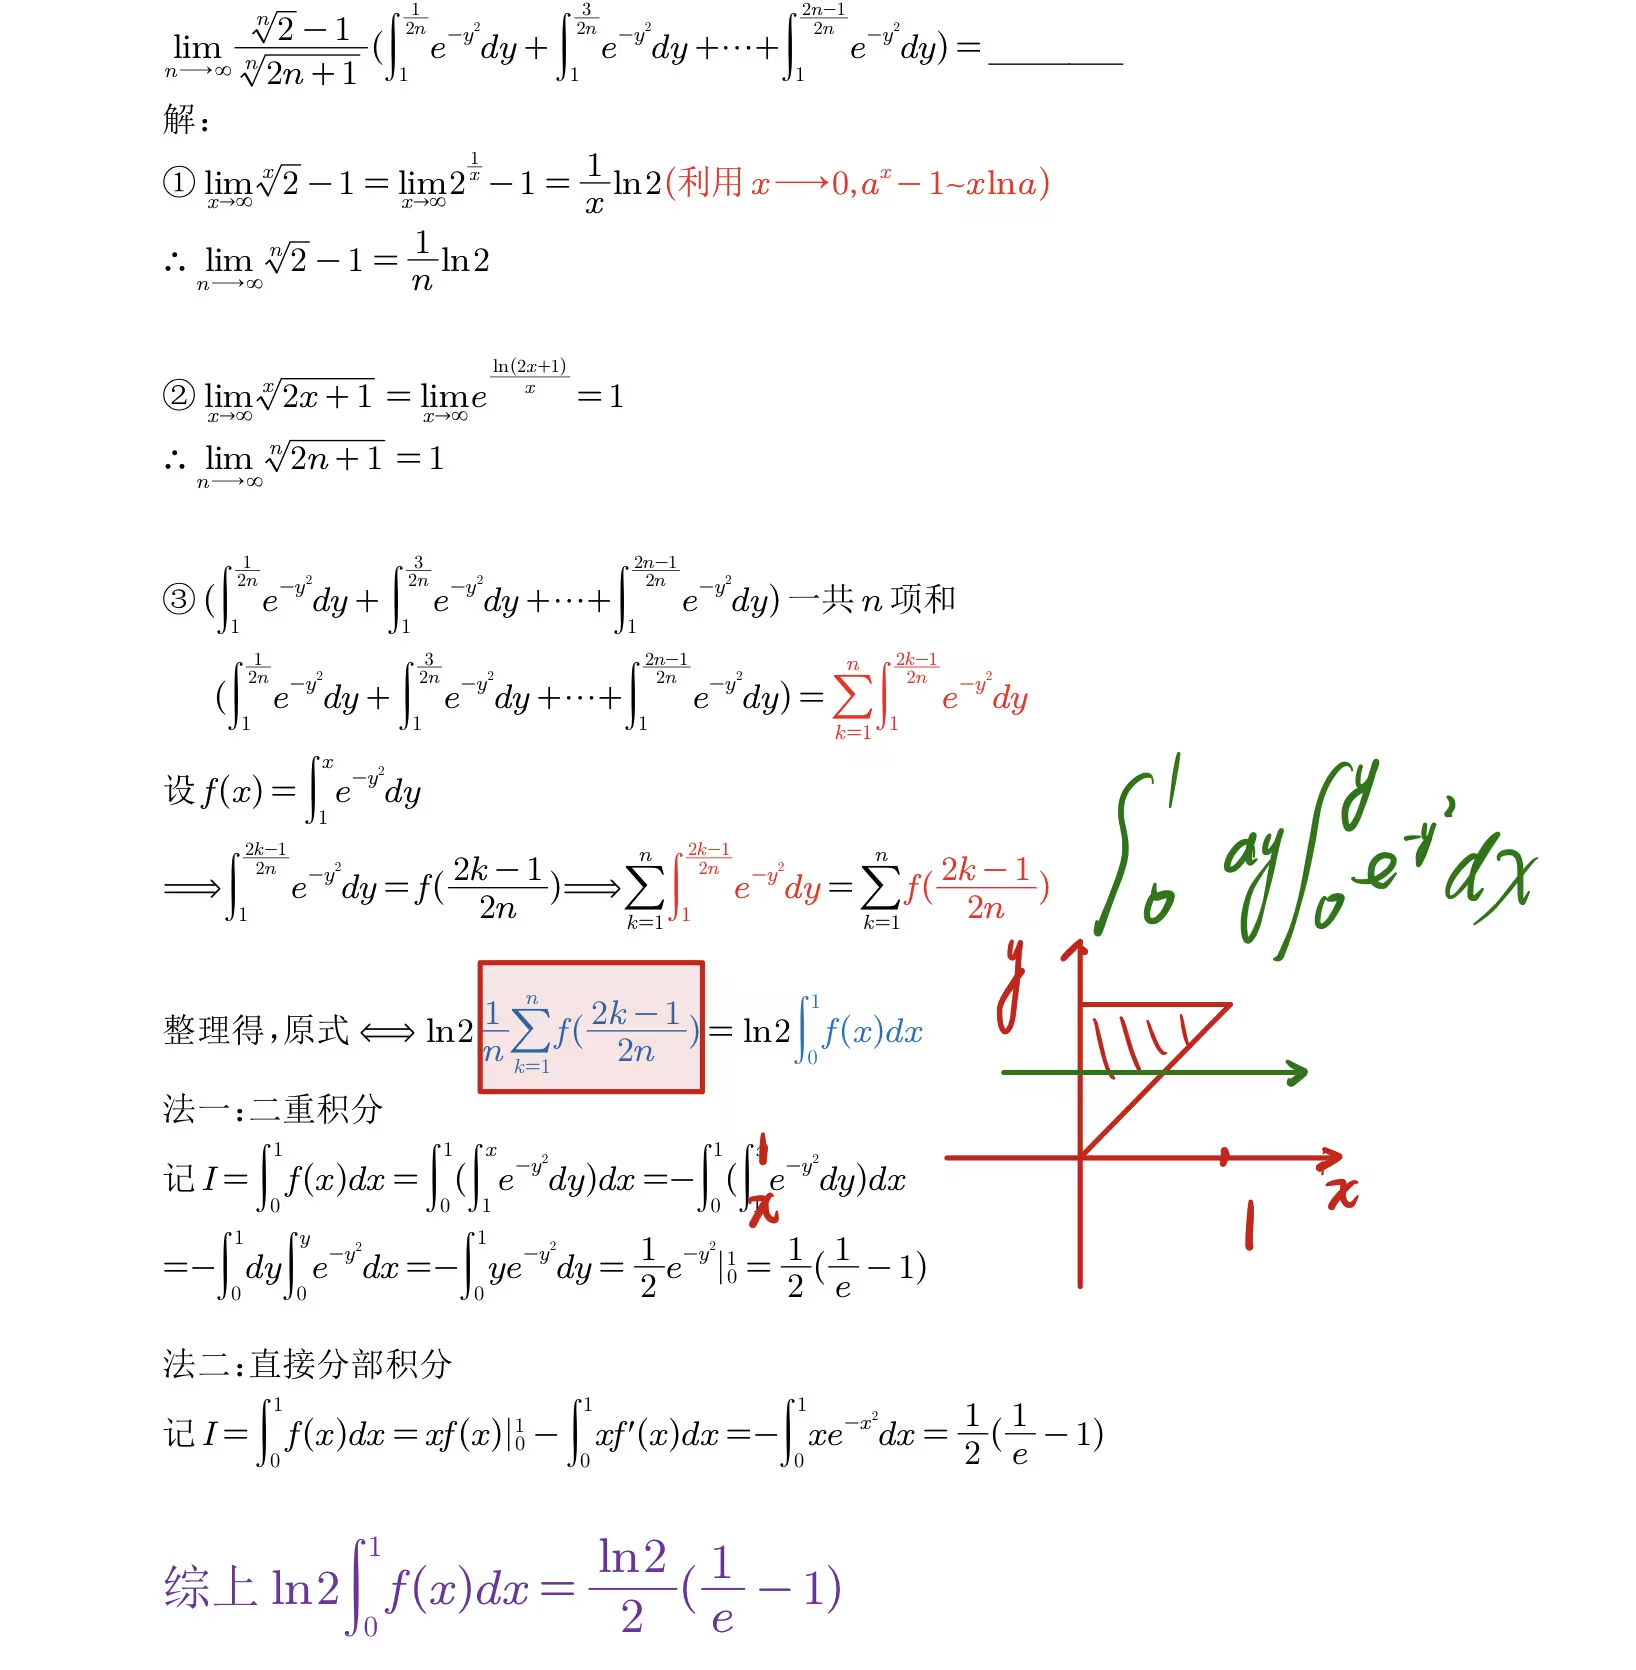 $\lim\limits_{n\longrightarrow\infty}\frac{\sqrt[n]{2}-1}{\sqrt[n]{2n+1}}(\int_1^{\frac{1}{2n}}e^{-y^2}dy+\int_1^{\frac{3}{2n}}e^{-y^2}dy+\cdots+\int_1^{\frac{2n-1}{2n}}e^{-y^2}dy)=$ ________
解:
① $\lim\limits_{x\to\infty}\sqrt[x]{2}-1=\lim\limits_{x\to\infty}2^{\frac{1}{x}}-1=\frac{1}{x}\ln 2$(利用 $x\longrightarrow 0,a^x-1\sim x\ln a$)
∴ $\lim\limits_{n\longrightarrow\infty}\sqrt[n]{2}-1=\frac{1}{n}\ln 2$
② $\lim\limits_{x\to\infty}\sqrt[x]{2x+1}=\lim\limits_{x\to\infty}e^{\frac{\ln(2x+1)}{x}}=1$
∴ $\lim\limits_{n\longrightarrow\infty}\sqrt[n]{2n+1}=1$
③ $(\int_1^{\frac{1}{2n}}e^{-y^2}dy+\int_1^{\frac{3}{2n}}e^{-y^2}dy+\cdots+\int_1^{\frac{2n-1}{2n}}e^{-y^2}dy)$ 一共 $n$ 项和
$(\int_1^{\frac{1}{2n}}e^{-y^2}dy+\int_1^{\frac{3}{2n}}e^{-y^2}dy+\cdots+\int_1^{\frac{2n-1}{2n}}e^{-y^2}dy)=\sum\limits_{k=1}^{n}\int_1^{\frac{2k-1}{2n}}e^{-y^2}dy$
设 $f(x)=\int_1^x e^{-y^2}dy$
$\Longrightarrow\int_1^{\frac{2k-1}{2n}}e^{-y^2}dy=f(\frac{2k-1}{2n})\Longrightarrow\sum\limits_{k=1}^{n}\int_1^{\frac{2k-1}{2n}}e^{-y^2}dy=\sum\limits_{k=1}^{n}f(\frac{2k-1}{2n})$
$\int_0^1 dy\int_0^y e^{-y^2}dx$
y
x
1
整理得,原式 $\Longleftrightarrow\ln 2\frac{1}{n}\sum\limits_{k=1}^{n}f(\frac{2k-1}{2n})=\ln 2\int_0^1 f(x)dx$
法一:二重积分
记 $I=\int_0^1 f(x)dx=\int_0^1(\int_1^x e^{-y^2}dy)dx=-\int_0^1(\int_x^1 e^{-y^2}dy)dx$
$=-\int_0^1 dy\int_0^y e^{-y^2}dx=-\int_0^1 ye^{-y^2}dy=\frac{1}{2}e^{-y^2}|_0^1=\frac{1}{2}(\frac{1}{e}-1)$
法二:直接分部积分
记 $I=\int_0^1 f(x)dx=xf(x)|_0^1-\int_0^1 xf'(x)dx=-\int_0^1 xe^{-x^2}dx=\frac{1}{2}(\frac{1}{e}-1)$
综上 $\ln 2\int_0^1 f(x)dx=\frac{\ln 2}{2}(\frac{1}{e}-1)$